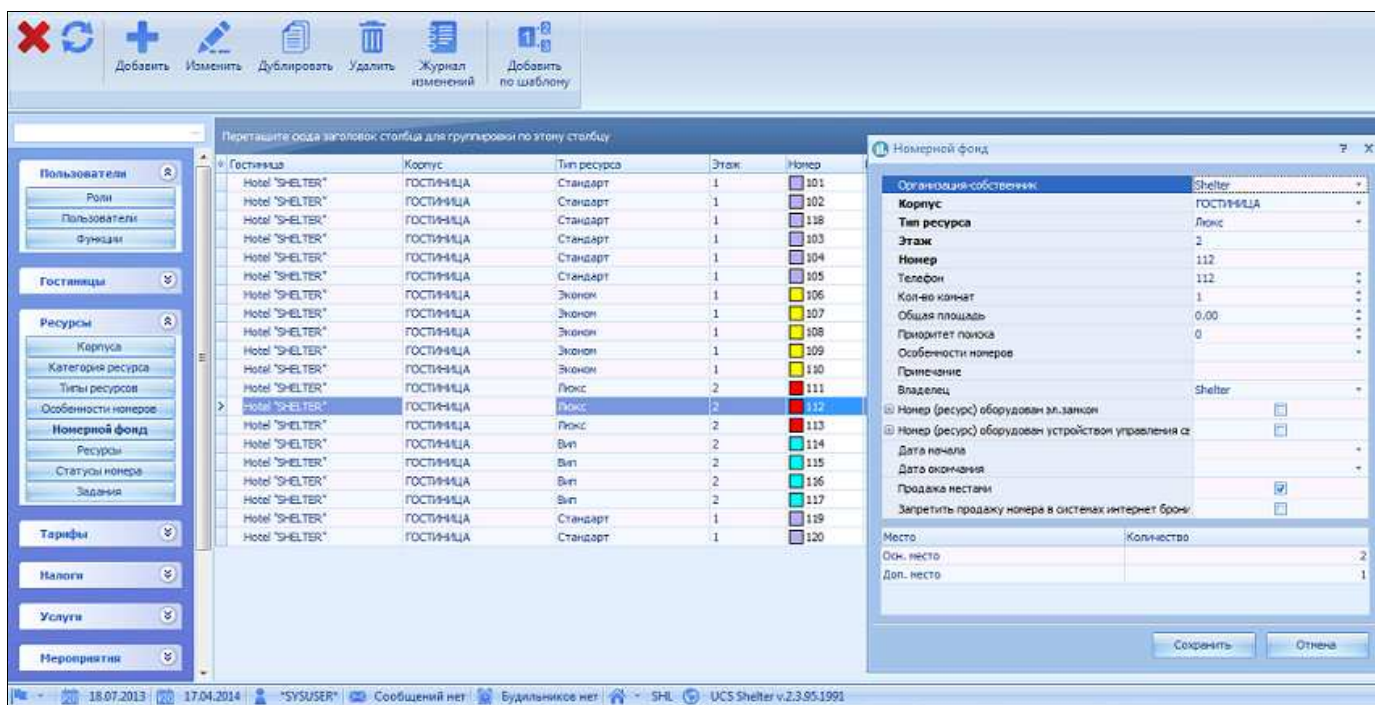 Добавить Изменить Дублировать Удалить Журнал изменений Добавить по шаблону
Перетащите сюда заголовок столбца для группировки по этому столбцу
Пользователи
Роли
Пользователи
Функции
Гостиницы
Ресурсы
Корпуса
Категория ресурса
Типы ресурсов
Особенности номеров
Номерной фонд
Ресурсы
Статусы номера
Задания
Тарифы
Налоги
Услуги
Мероприятия
Гостиница Корпус Тип ресурса Этаж Номер
Hotel "SHELTER" ГОСТИНИЦА Стандарт 1 101
Hotel "SHELTER" ГОСТИНИЦА Стандарт 1 102
Hotel "SHELTER" ГОСТИНИЦА Стандарт 1 118
Hotel "SHELTER" ГОСТИНИЦА Стандарт 1 103
Hotel "SHELTER" ГОСТИНИЦА Стандарт 1 104
Hotel "SHELTER" ГОСТИНИЦА Стандарт 1 105
Hotel "SHELTER" ГОСТИНИЦА Эконом 1 106
Hotel "SHELTER" ГОСТИНИЦА Эконом 1 107
Hotel "SHELTER" ГОСТИНИЦА Эконом 1 108
Hotel "SHELTER" ГОСТИНИЦА Эконом 1 109
Hotel "SHELTER" ГОСТИНИЦА Эконом 1 110
Hotel "SHELTER" ГОСТИНИЦА Люкс 2 111
Hotel "SHELTER" ГОСТИНИЦА Люкс 2 112
Hotel "SHELTER" ГОСТИНИЦА Люкс 2 113
Hotel "SHELTER" ГОСТИНИЦА Вип 2 114
Hotel "SHELTER" ГОСТИНИЦА Вип 2 115
Hotel "SHELTER" ГОСТИНИЦА Вип 2 116
Hotel "SHELTER" ГОСТИНИЦА Вип 2 117
Hotel "SHELTER" ГОСТИНИЦА Стандарт 1 119
Hotel "SHELTER" ГОСТИНИЦА Стандарт 1 120
Номерной фонд ? X
Организация-собственник Shelter
Корпус ГОСТИНИЦА
Тип ресурса Люкс
Этаж 2
Номер 112
Телефон 112
Кол-во комнат 1
Общая площадь 0.00
Приоритет поиска 0
Особенности номеров
Примечание
Владелец Shelter
Номер (ресурс) оборудован эл.замком
Номер (ресурс) оборудован устройством управления св
Дата начала
Дата окончания
Продажа местами
Запретить продажу номера в системах интернет брони
Место Количество
Осн. место 2
Доп. место 1
Сохранить Отмена
18.07.2013 17.04.2014 *SYSUSER* Сообщений нет Будильников нет SHL UCS Shelter v.2.3.95.1991